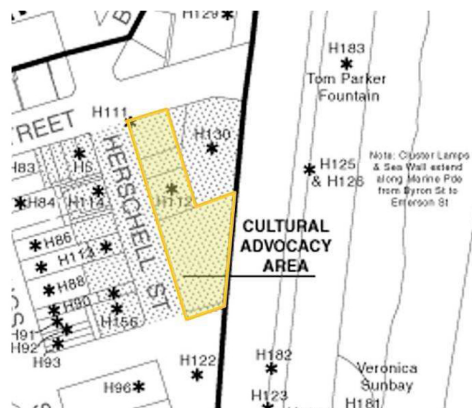 H129
H183
Tom Parker
Fountain
H111
STREET
H130
H83
H5
HERSCHELL ST
H125
& H126
Note: Cluster Lamps
& Sea Wall extend
along Marine Pde
from Byron St to
Emerson St
H84
H114
H112
CULTURAL
ADVOCACY
AREA
H86
H113
H88
H90
H91
H156
H92
H93
H122
H182
Veronica
Sunbay
H96
H123
H181